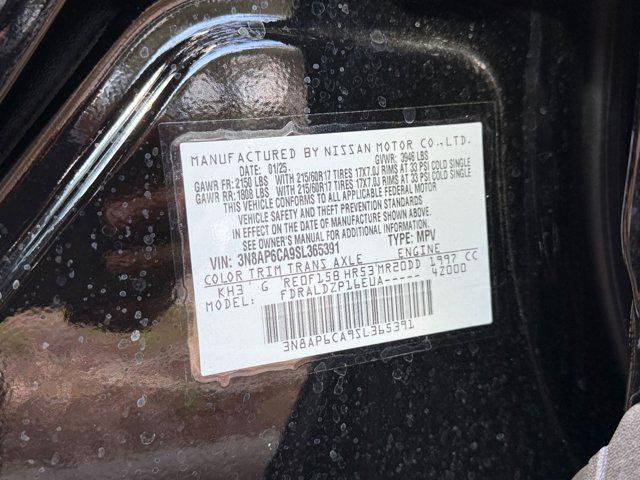 MANUFACTURED BY NISSAN MOTOR CO., LTD.
DATE: 01/25 GVWR: 3946 LBS
GAWR FR: 2150 LBS WITH 215/60R17 TIRES 17X7.0J RIMS AT 33 PSI COLD SINGLE
GAWR RR: 1808 LBS WITH 215/60R17 TIRES 17X7.0J RIMS AT 33 PSI COLD SINGLE
THIS VEHICLE CONFORMS TO ALL APPLICABLE FEDERAL MOTOR
VEHICLE SAFETY AND THEFT PREVENTION STANDARDS
IN EFFECT ON THE DATE OF MANUFACTURE SHOWN ABOVE.
SEE OWNER'S MANUAL FOR ADDITIONAL INFORMATION.
VIN: 3N8AP6CA9SL365391 TYPE: MPV
COLOR TRIM TRANS AXLE ENGINE
KH3 G RE0F15B HR53 MR20DD 1997 CC
MODEL: FDRALDZP16EUA----- 42000
3N8AP6CA9SL365391